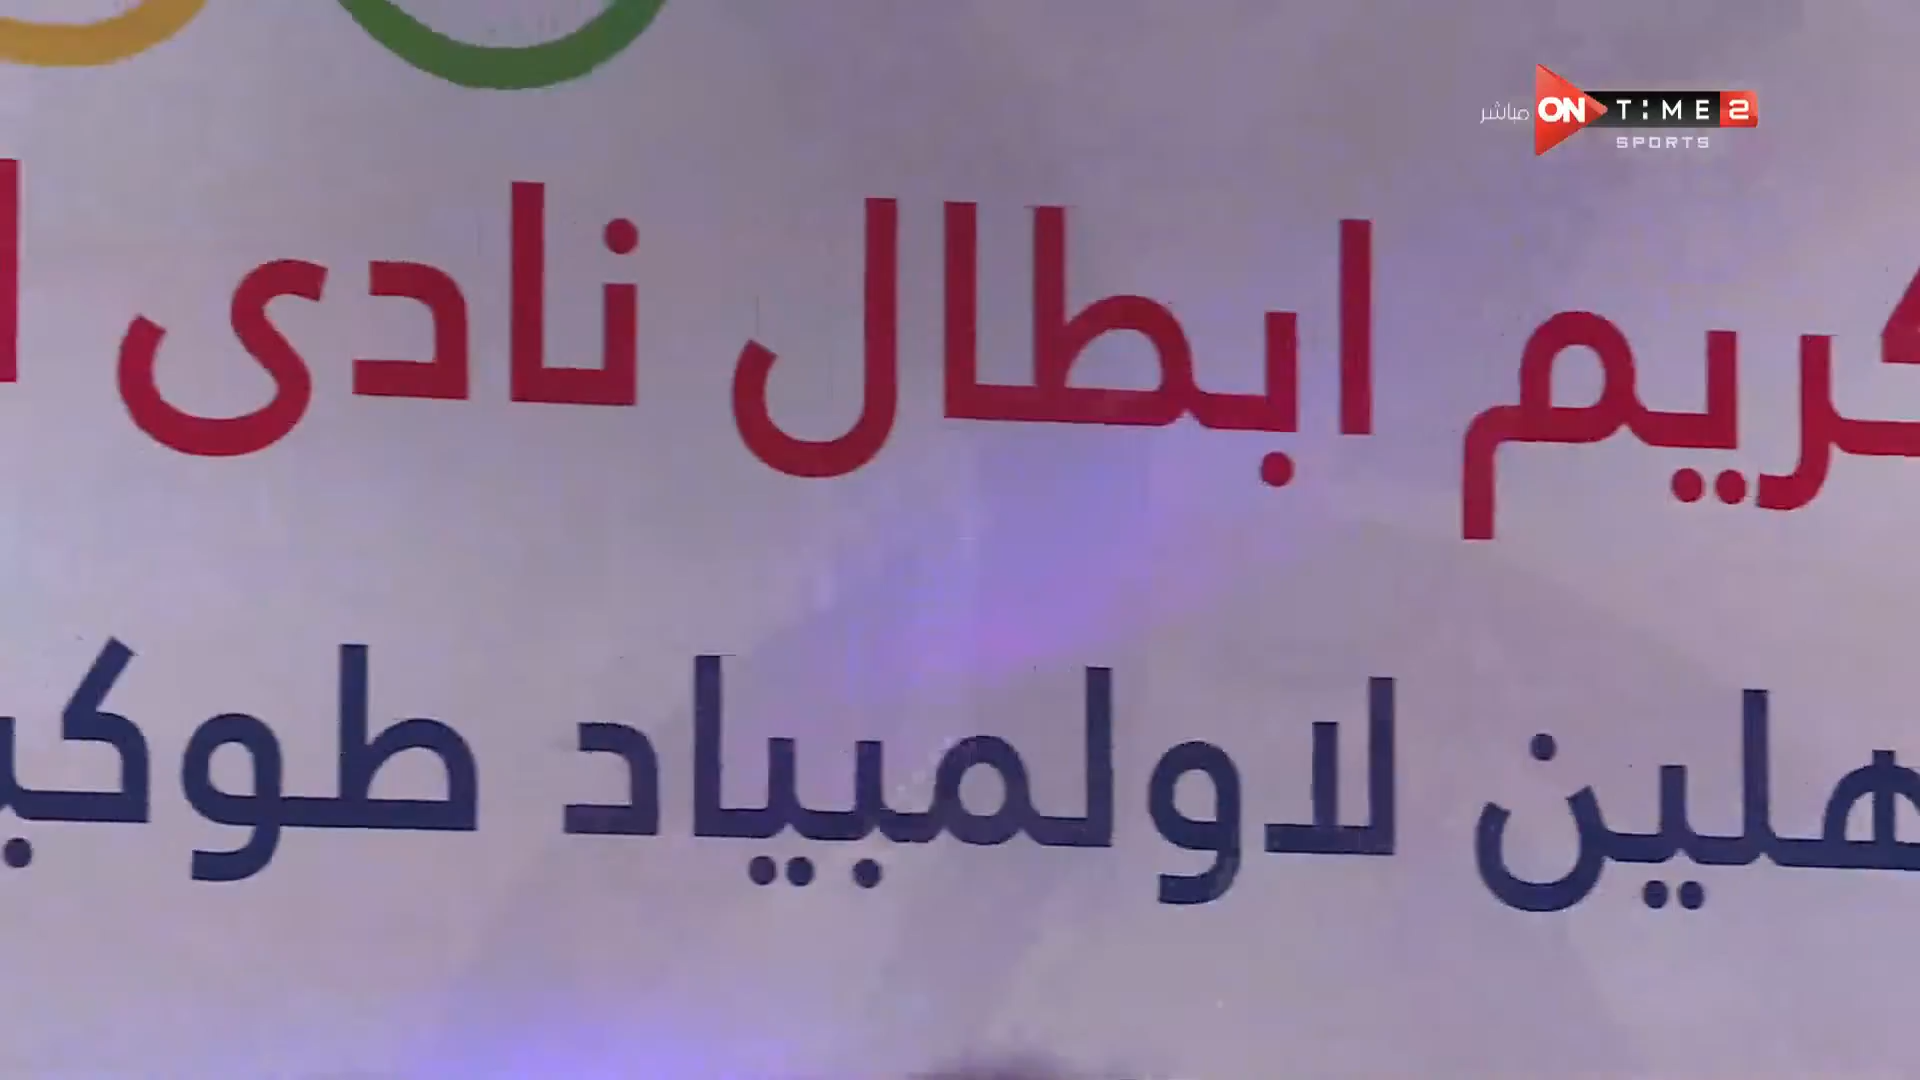 مباشر ON TIME 2
SPORTS
كريم ابطال نادى ا
هلين لاولمبياد طوكي